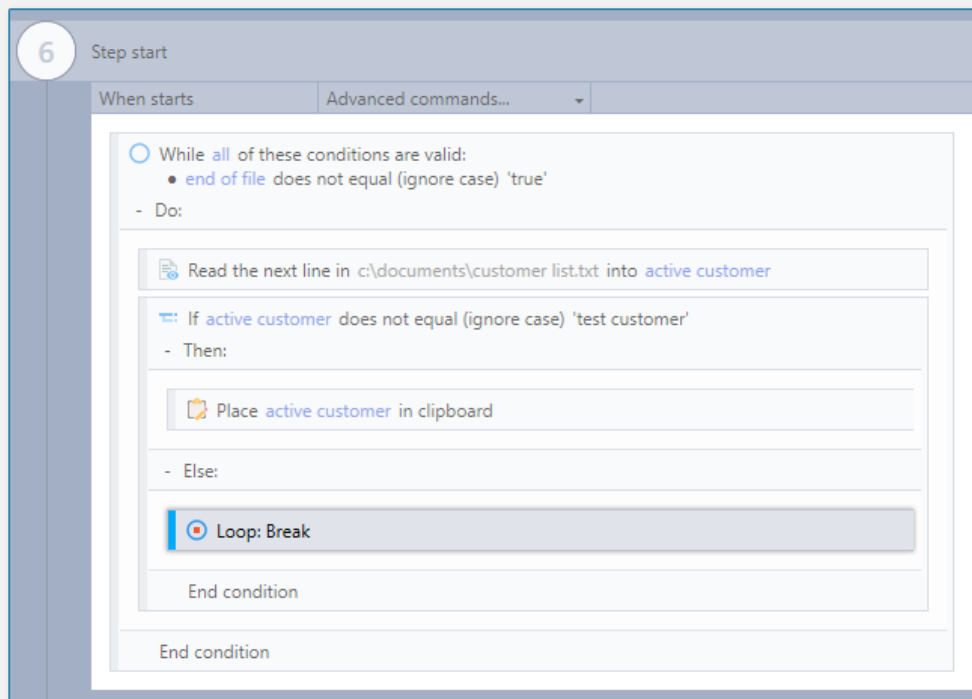 6
Step start
When starts
Advanced commands...
While all of these conditions are valid:
• end of file does not equal (ignore case) 'true'
- Do:
Read the next line in c:\documents\customer list.txt into active customer
If active customer does not equal (ignore case) 'test customer'
- Then:
Place active customer in clipboard
- Else:
Loop: Break
End condition
End condition